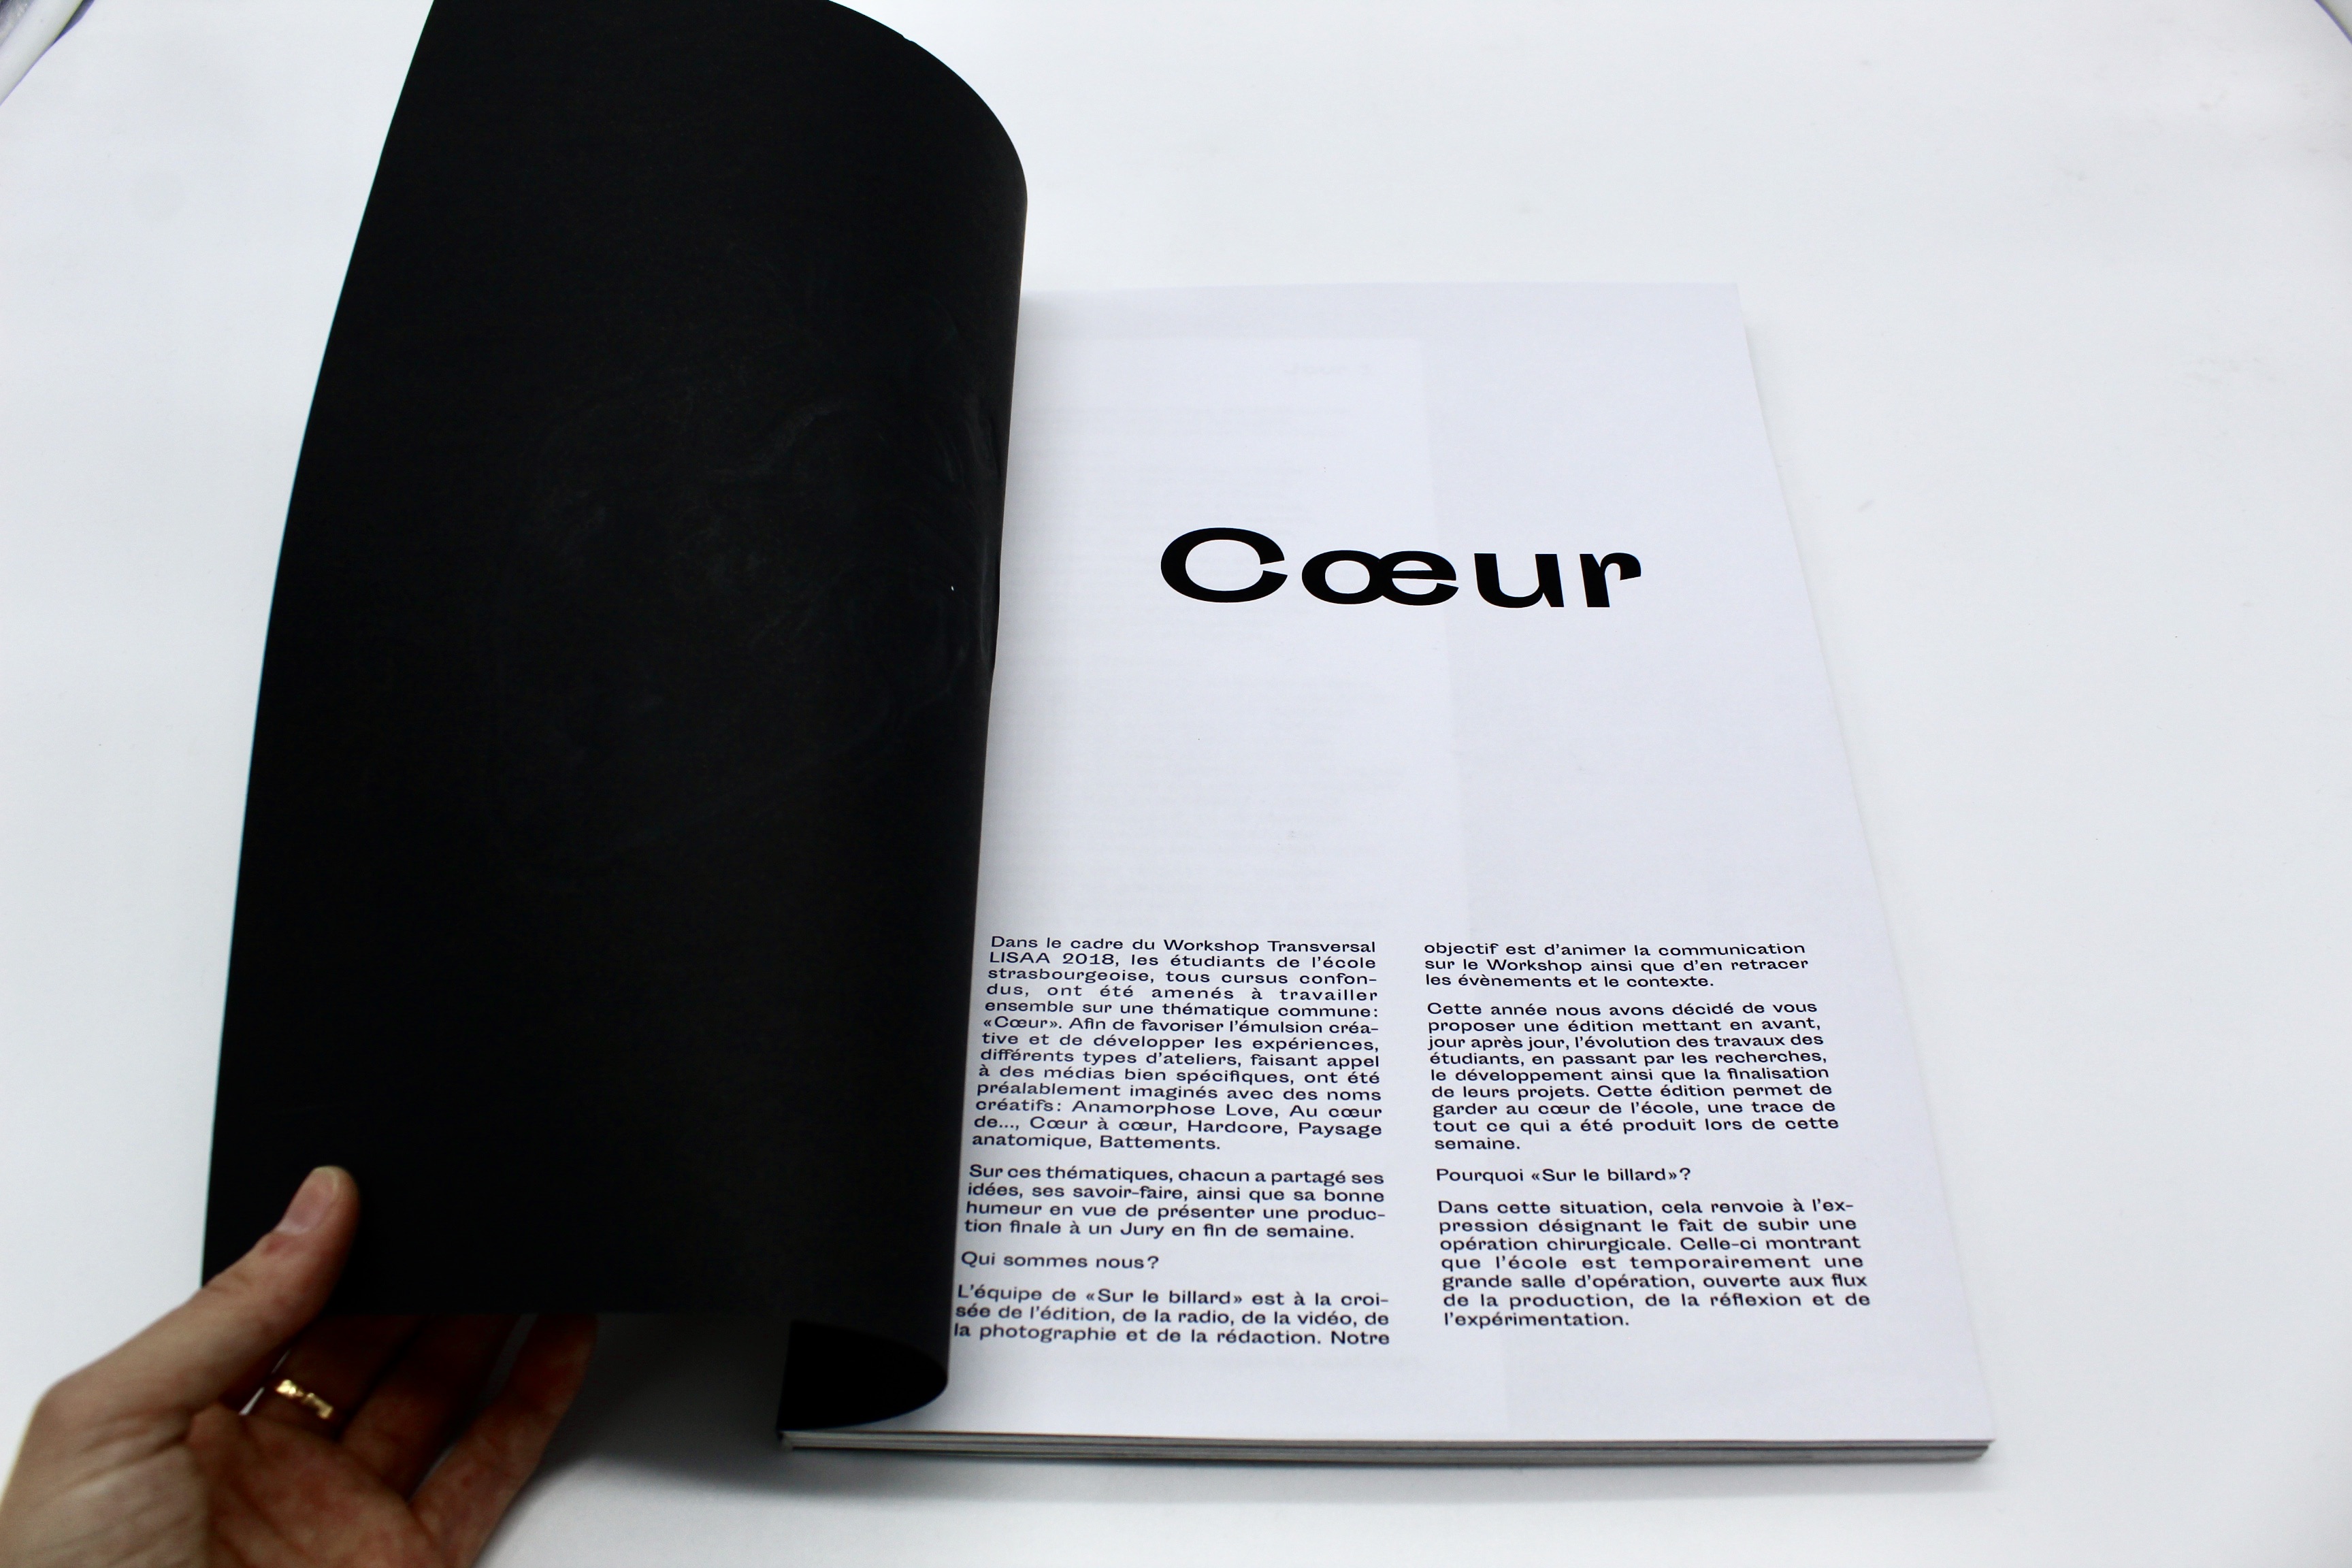 Cœur
Dans le cadre du Workshop Transversal
LISAA 2018, les étudiants de l'école
strasbourgeoise, tous cursus confon-
dus, ont été amenés à travailler
ensemble sur une thématique commune:
«Cœur». Afin de favoriser l'émulsion créa-
tive et de développer les expériences,
différents types d'ateliers, faisant appel
à des médias bien spécifiques, ont été
préalablement imaginés avec des noms
créatifs: Anamorphose Love, Au cœur
de..., Cœur à cœur, Hardcore, Paysage
anatomique, Battements.
Sur ces thématiques, chacun a partagé ses
idées, ses savoir-faire, ainsi que sa bonne
humeur en vue de présenter une produc-
tion finale à un Jury en fin de semaine.
Qui sommes nous?
L'équipe de «Sur le billard» est à la croi-
sée de l'édition, de la radio, de la vidéo, de
la photographie et de la rédaction. Notre
objectif est d'animer la communication
sur le Workshop ainsi que d'en retracer
les évènements et le contexte.
Cette année nous avons décidé de vous
proposer une édition mettant en avant,
jour après jour, l'évolution des travaux des
étudiants, en passant par les recherches,
le développement ainsi que la finalisation
de leurs projets. Cette édition permet de
garder au cœur de l'école, une trace de
tout ce qui a été produit lors de cette
semaine.
Pourquoi «Sur le billard»?
Dans cette situation, cela renvoie à l'ex-
pression désignant le fait de subir une
opération chirurgicale. Celle-ci montrant
que l'école est temporairement une
grande salle d'opération, ouverte aux flux
de la production, de la réflexion et de
l'expérimentation.